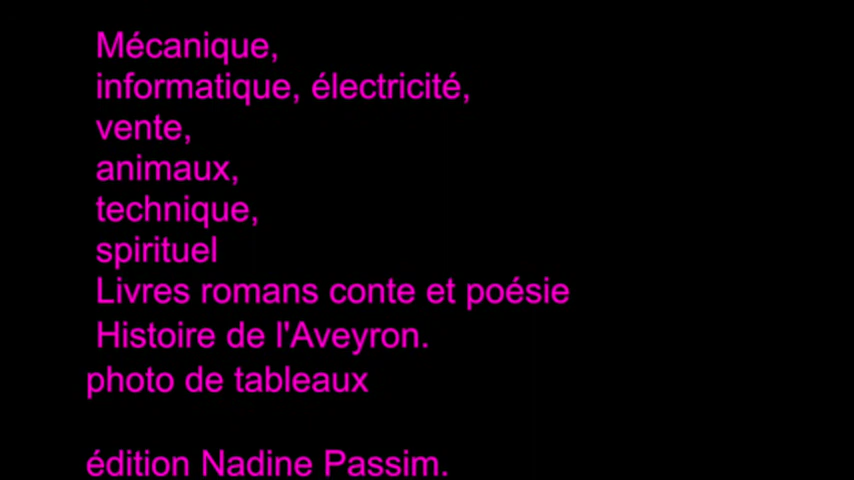 Mécanique,
informatique, électricité,
vente,
animaux,
technique,
spirituel
Livres romans conte et poésie
Histoire de l'Aveyron.
photo de tableaux
édition Nadine Passim.